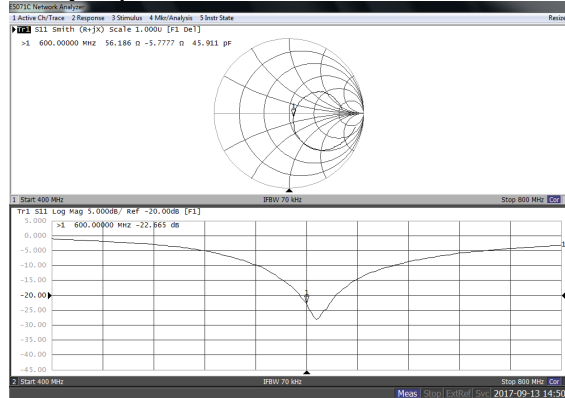 E5071C Network Analyzer
1 Active Ch/Trace 2 Response 3 Stimulus 4 Mkr/Analysis 5 Instr State Resize
Tr1 S11 Smith (R+jX) Scale 1.000U [F1 Del]
>1 600.00000 MHz 56.186 Ω -5.7777 Ω 45.911 pF
1
1 Start 400 MHz IFBW 70 kHz Stop 800 MHz Cor
Tr1 S11 Log Mag 5.000dB/ Ref -20.00dB [F1]
5.000
>1 600.00000 MHz -22.665 dB
0.000
1
-5.000
-10.00
-15.00
-20.00
1
-25.00
-30.00
-35.00
-40.00
-45.00
2 Start 400 MHz IFBW 70 kHz Stop 800 MHz Cor
Meas Stop ExtRef Svc 2017-09-13 14:50